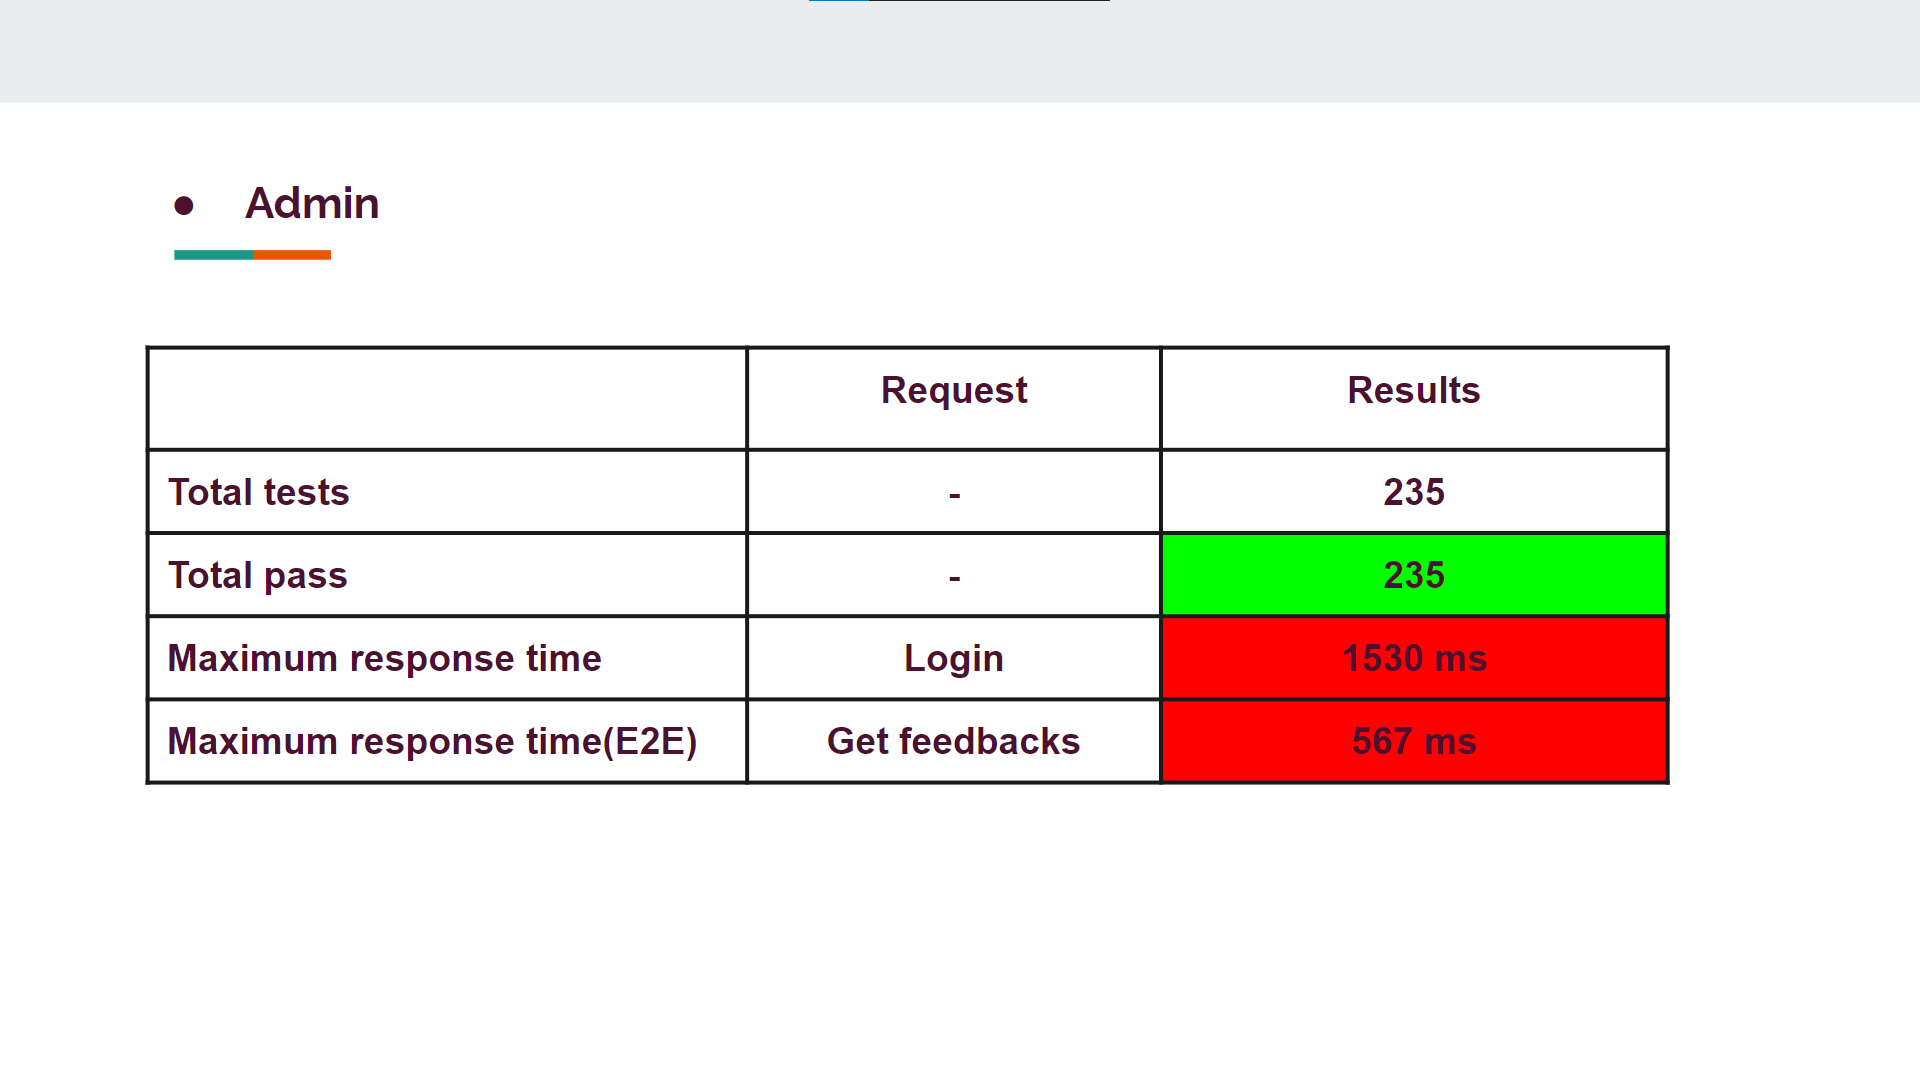 ● Admin
Request Results
Total tests - 235
Total pass - 235
Maximum response time Login 1530 ms
Maximum response time(E2E) Get feedbacks 567 ms